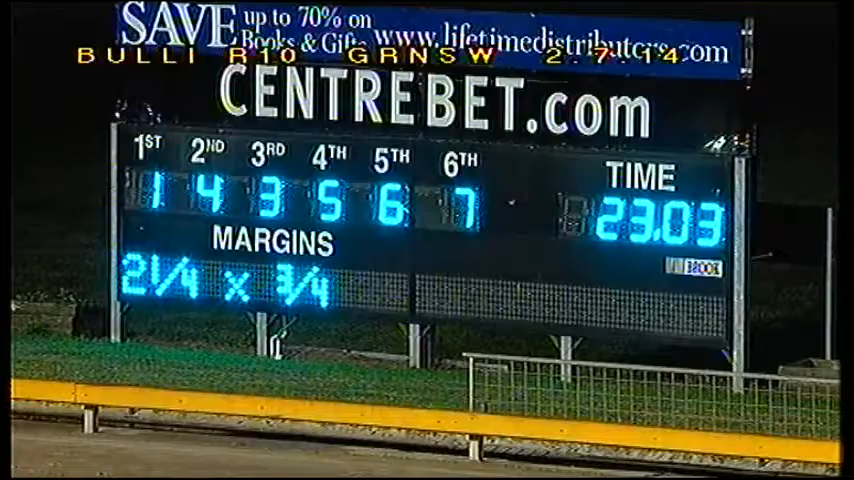 SAVE up to 70% on
Books & Gifts www.lifetimedistributors.com
BULLI R10 GRNSW 2.7.14
CENTREBET.com
1ST 2ND 3RD 4TH 5TH 6TH TIME
1 4 3 5 6 7 23.03
MARGINS
2 1/4 x 3/4
BROOK